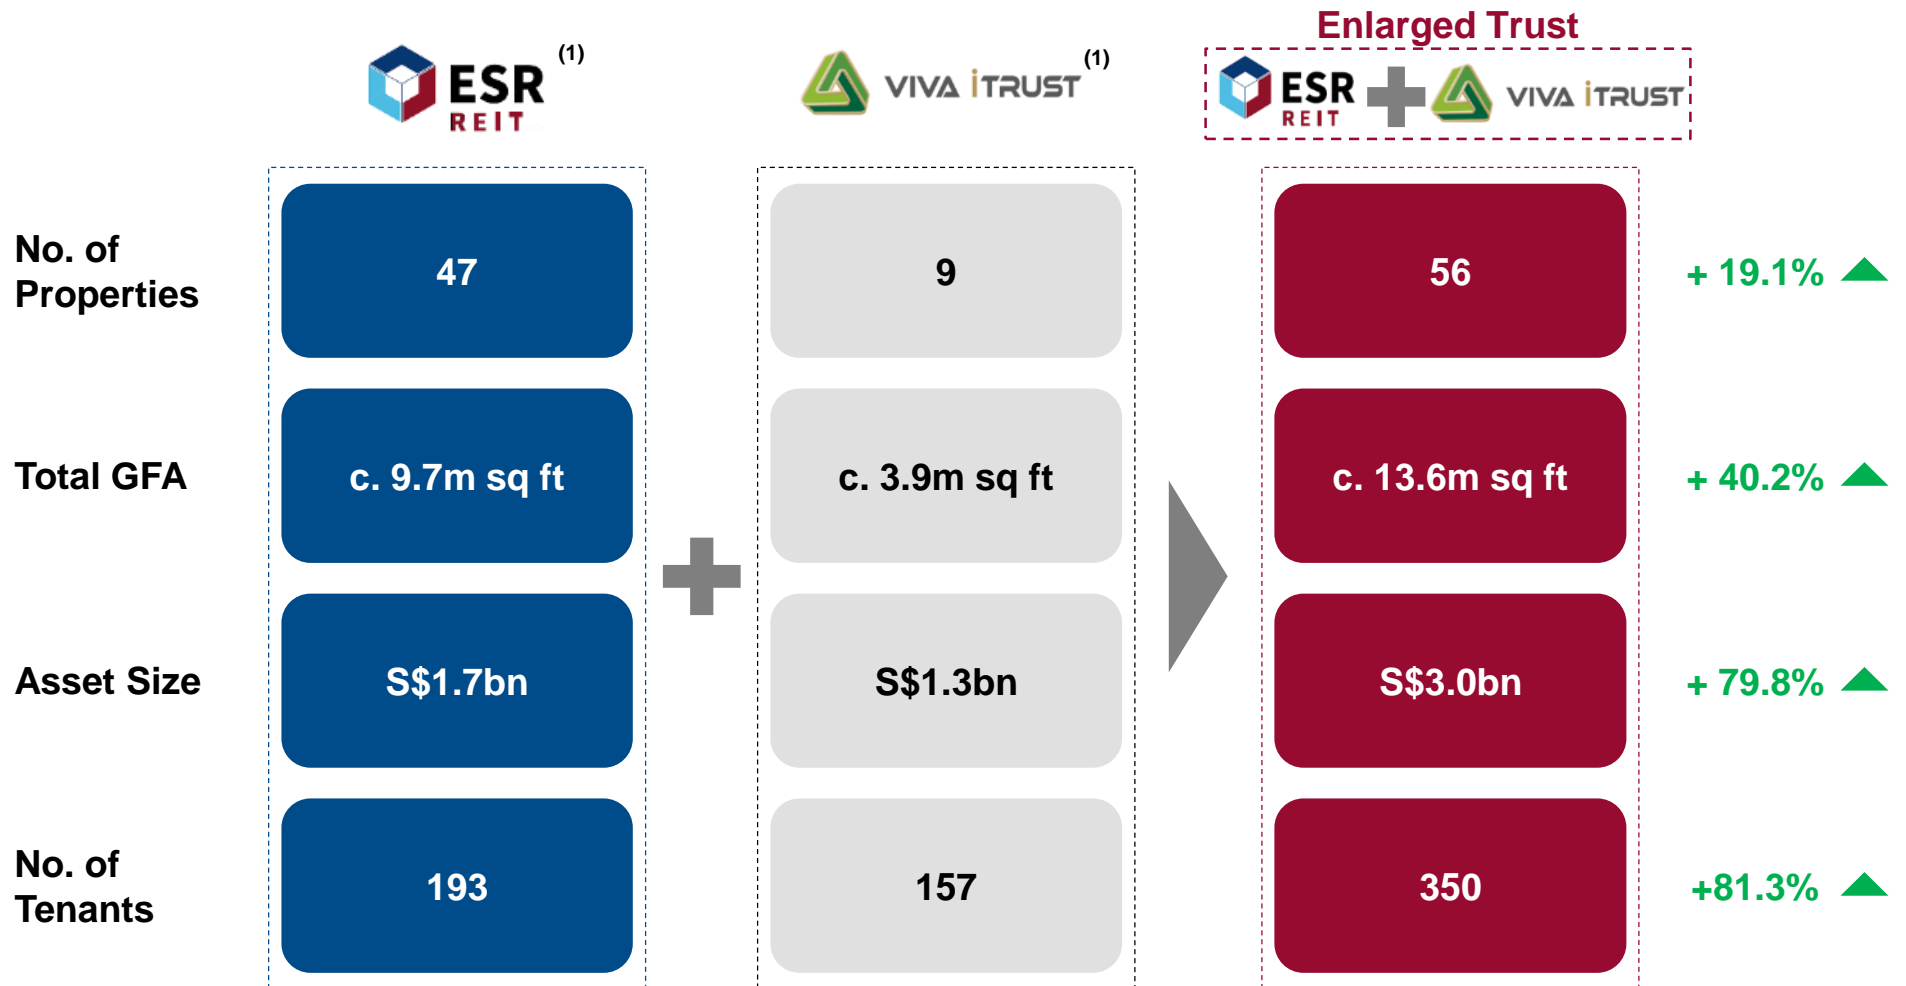 Enlarged Trust
ESR
REIT
(1)
VIVA iTRUST
(1)
ESR
REIT
VIVA iTRUST
No. of
Properties
47
9
56
+ 19.1%
Total GFA
c. 9.7m sq ft
c. 3.9m sq ft
c. 13.6m sq ft
+ 40.2%
Asset Size
S$1.7bn
S$1.3bn
S$3.0bn
+ 79.8%
No. of
Tenants
193
157
350
+81.3%